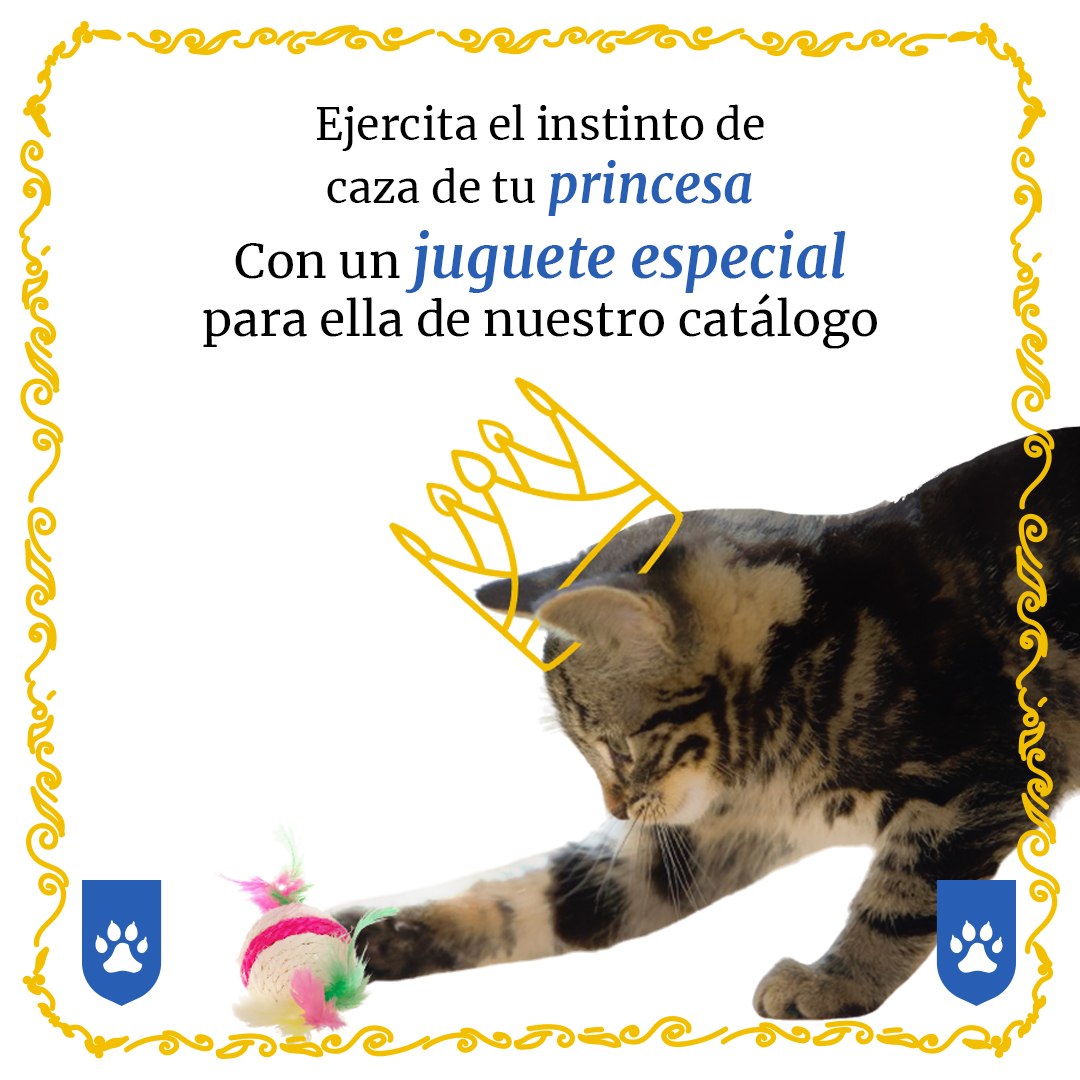 Ejercita el instinto de
caza de tu princesa
Con un juguete especial
para ella de nuestro catálogo